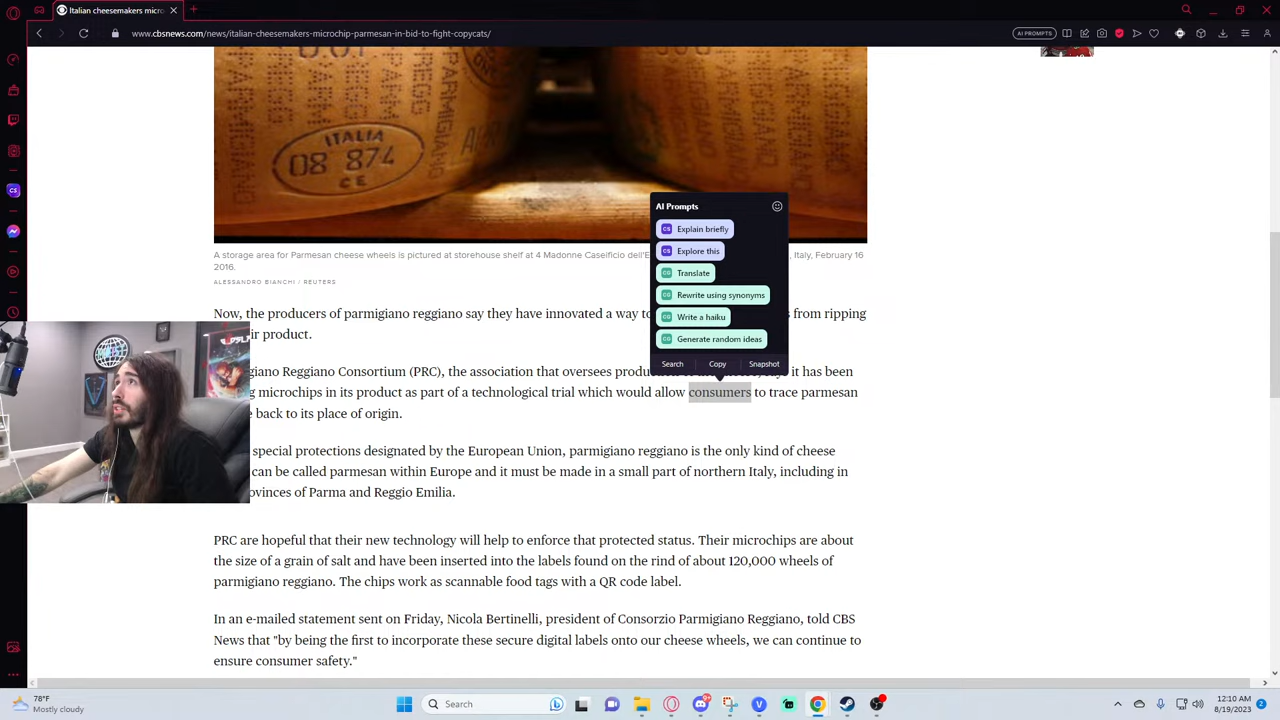 Italian cheesemakers micr
www.cbsnews.com/news/italian-cheesemakers-microchip-parmesan-in-bid-to-fight-copycats/
AI PROMPTS
ITALIA
08 874
CE
AI Prompts
Explain briefly
Explore this
Translate
Rewrite using synonyms
Write a haiku
Generate random ideas
Search
Copy
Snapshot
A storage area for Parmesan cheese wheels is pictured at storehouse shelf at 4 Madonne Caseificio dell'E
, Italy, February 16
2016.
ALESSANDRO BIANCHI / REUTERS
Now, the producers of parmigiano reggiano say they have innovated a way to
s from ripping
ir product.
giano Reggiano Consortium (PRC), the association that oversees
it has been
g microchips in its product as part of a technological trial which would allow consumers to trace parmesan
e back to its place of origin.
special protections designated by the European Union, parmigiano reggiano is the only kind of cheese
can be called parmesan within Europe and it must be made in a small part of northern Italy, including in
ovinces of Parma and Reggio Emilia.
PRC are hopeful that their new technology will help to enforce that protected status. Their microchips are about
the size of a grain of salt and have been inserted into the labels found on the rind of about 120,000 wheels of
parmigiano reggiano. The chips work as scannable food tags with a QR code label.
In an e-mailed statement sent on Friday, Nicola Bertinelli, president of Consorzio Parmigiano Reggiano, told CBS
News that "by being the first to incorporate these secure digital labels onto our cheese wheels, we can continue to
ensure consumer safety."
78°F
Mostly cloudy
Search
12:10 AM
8/19/2023